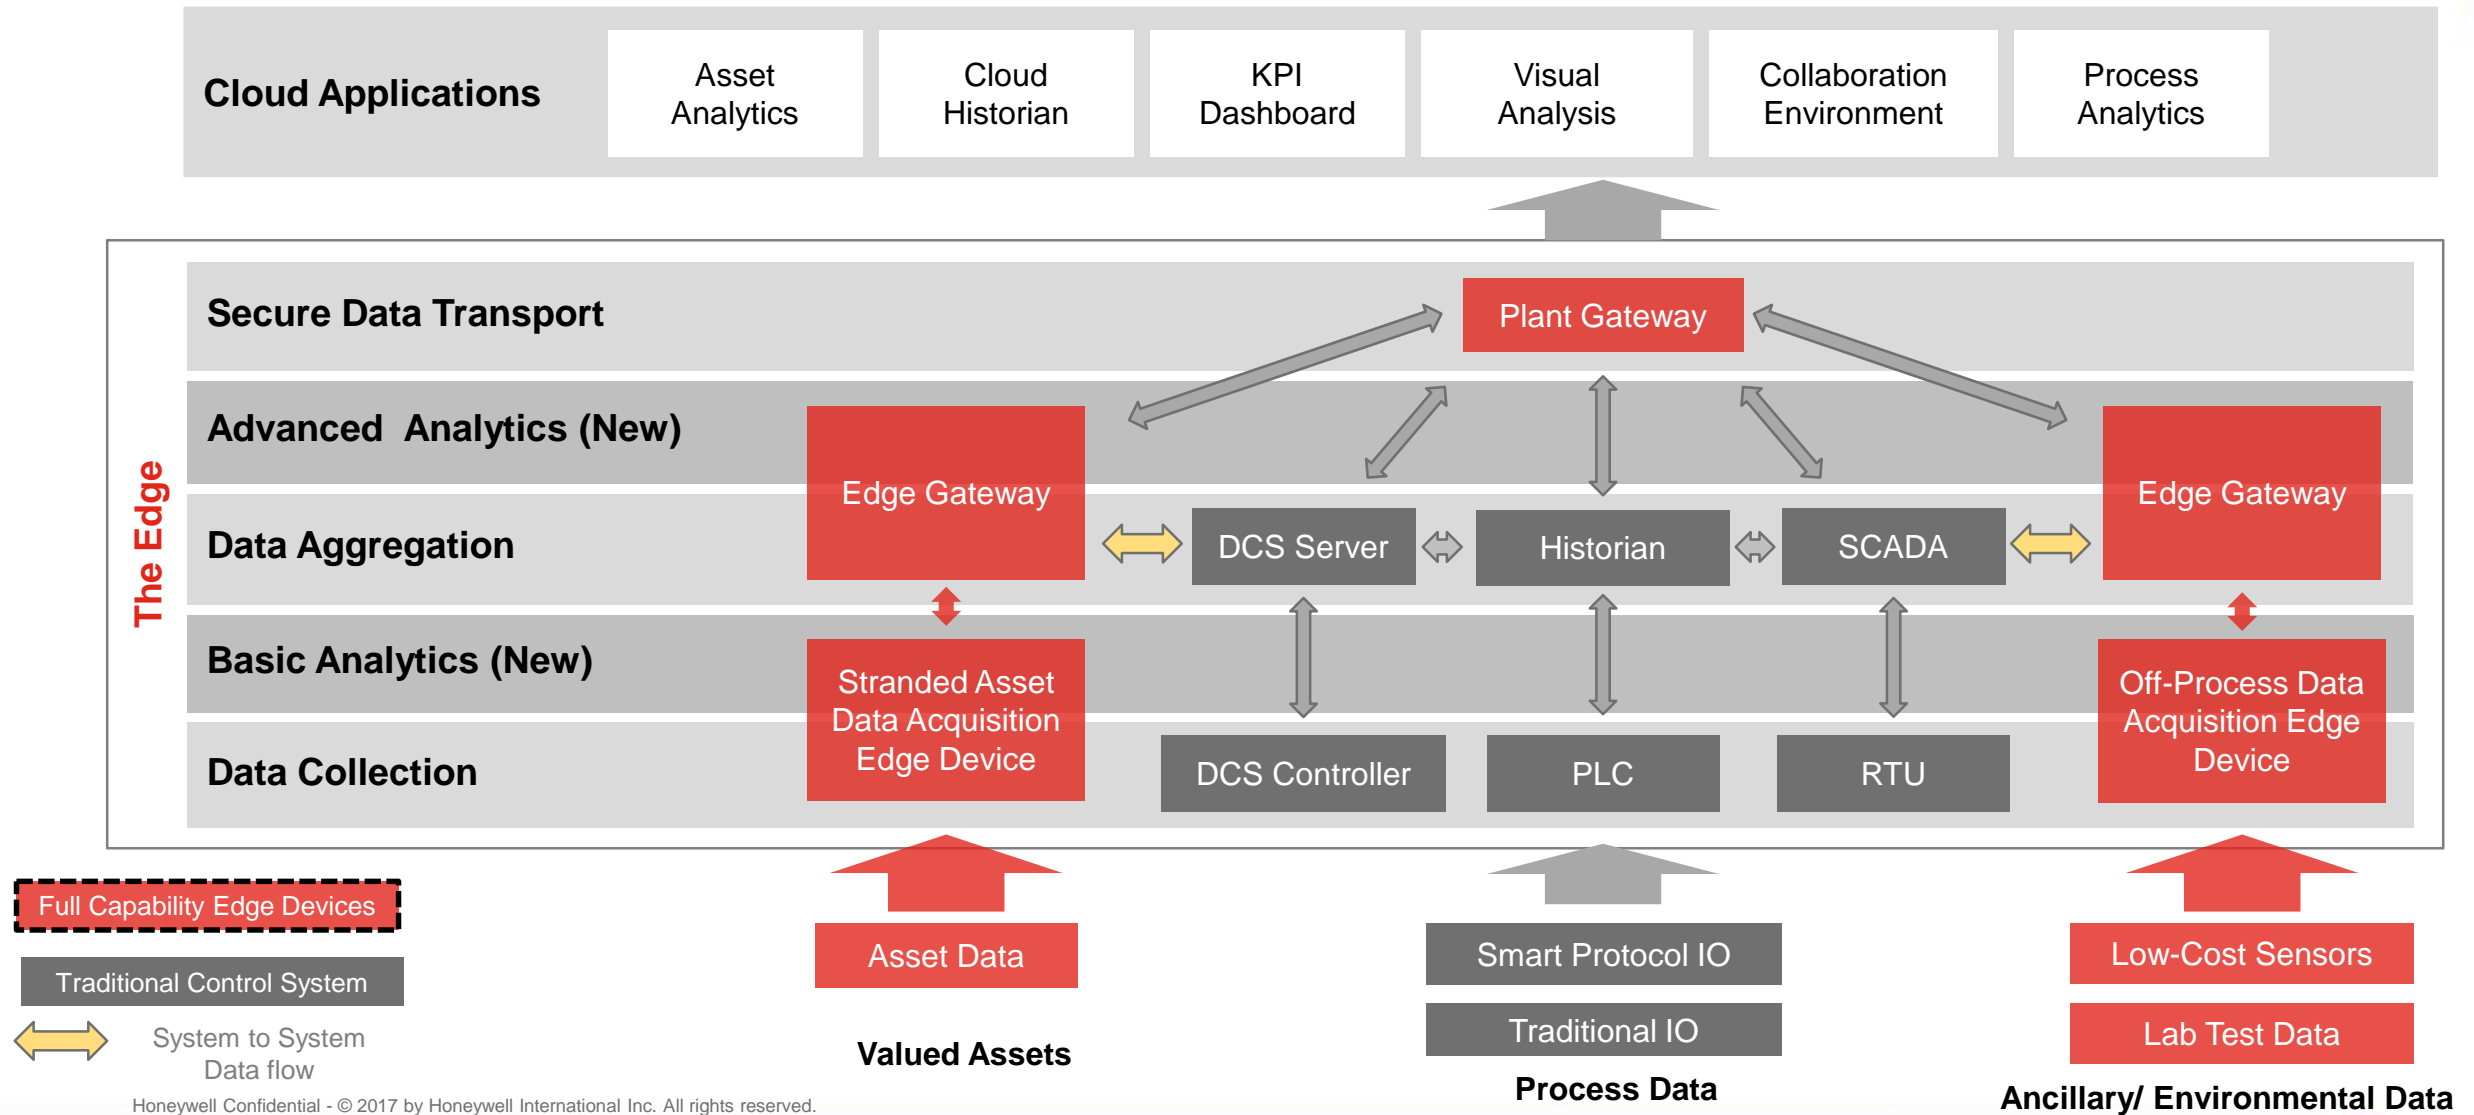 Cloud Applications
Asset
Analytics
Cloud
Historian
KPI
Dashboard
Visual
Analysis
Collaboration
Environment
Process
Analytics
The Edge
Secure Data Transport
Plant Gateway
Advanced  Analytics (New)
Edge Gateway
Edge Gateway
Data Aggregation
DCS Server
Historian
SCADA
Basic Analytics (New)
Stranded Asset
Data Acquisition
Edge Device
Off-Process Data
Acquisition Edge
Device
Data Collection
DCS Controller
PLC
RTU
Full Capability Edge Devices
Traditional Control System
System to System
Data flow
Asset Data
Valued Assets
Smart Protocol IO
Traditional IO
Process Data
Low-Cost Sensors
Lab Test Data
Ancillary/ Environmental Data
Honeywell Confidential - © 2017 by Honeywell International Inc. All rights reserved.